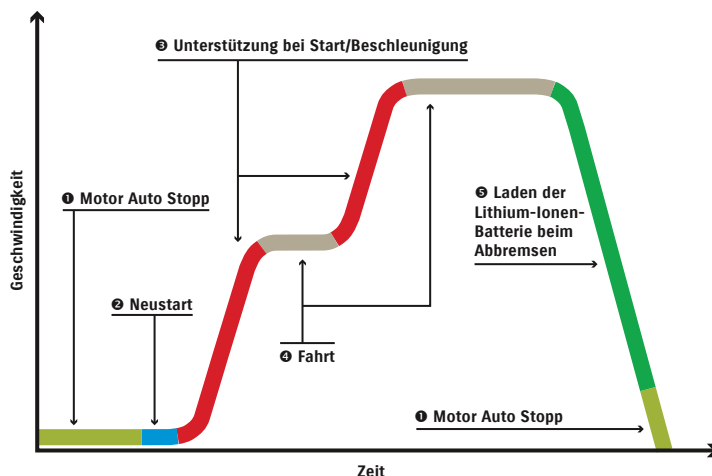 ❸ Unterstützung bei Start/Beschleunigung
❶ Motor Auto Stopp
❺ Laden der
Lithium-Ionen-
Batterie beim
Abbremsen
Geschwindigkeit
❷ Neustart
❹ Fahrt
❶ Motor Auto Stopp
Zeit